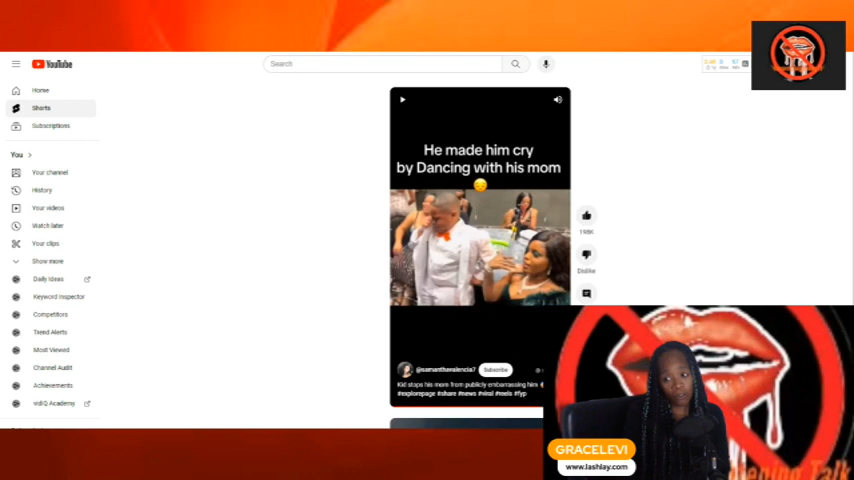 YouTube
Search
Home
Shorts
Subscriptions
You
Your channel
History
Your videos
Watch later
Your clips
Show more
Daily Ideas
Keyword Inspector
Competitors
Trend Alerts
Most Viewed
Channel Audit
Achievements
vidIQ Academy
He made him cry
by Dancing with his mom
198K
Dislike
@samanthavalencia7
Subscribe
Kid stops his mom from publicly embarrassing him
#explorepage #share #news #viral #reels #fyp
GRACELEVI
www.lashlay.com
Talk